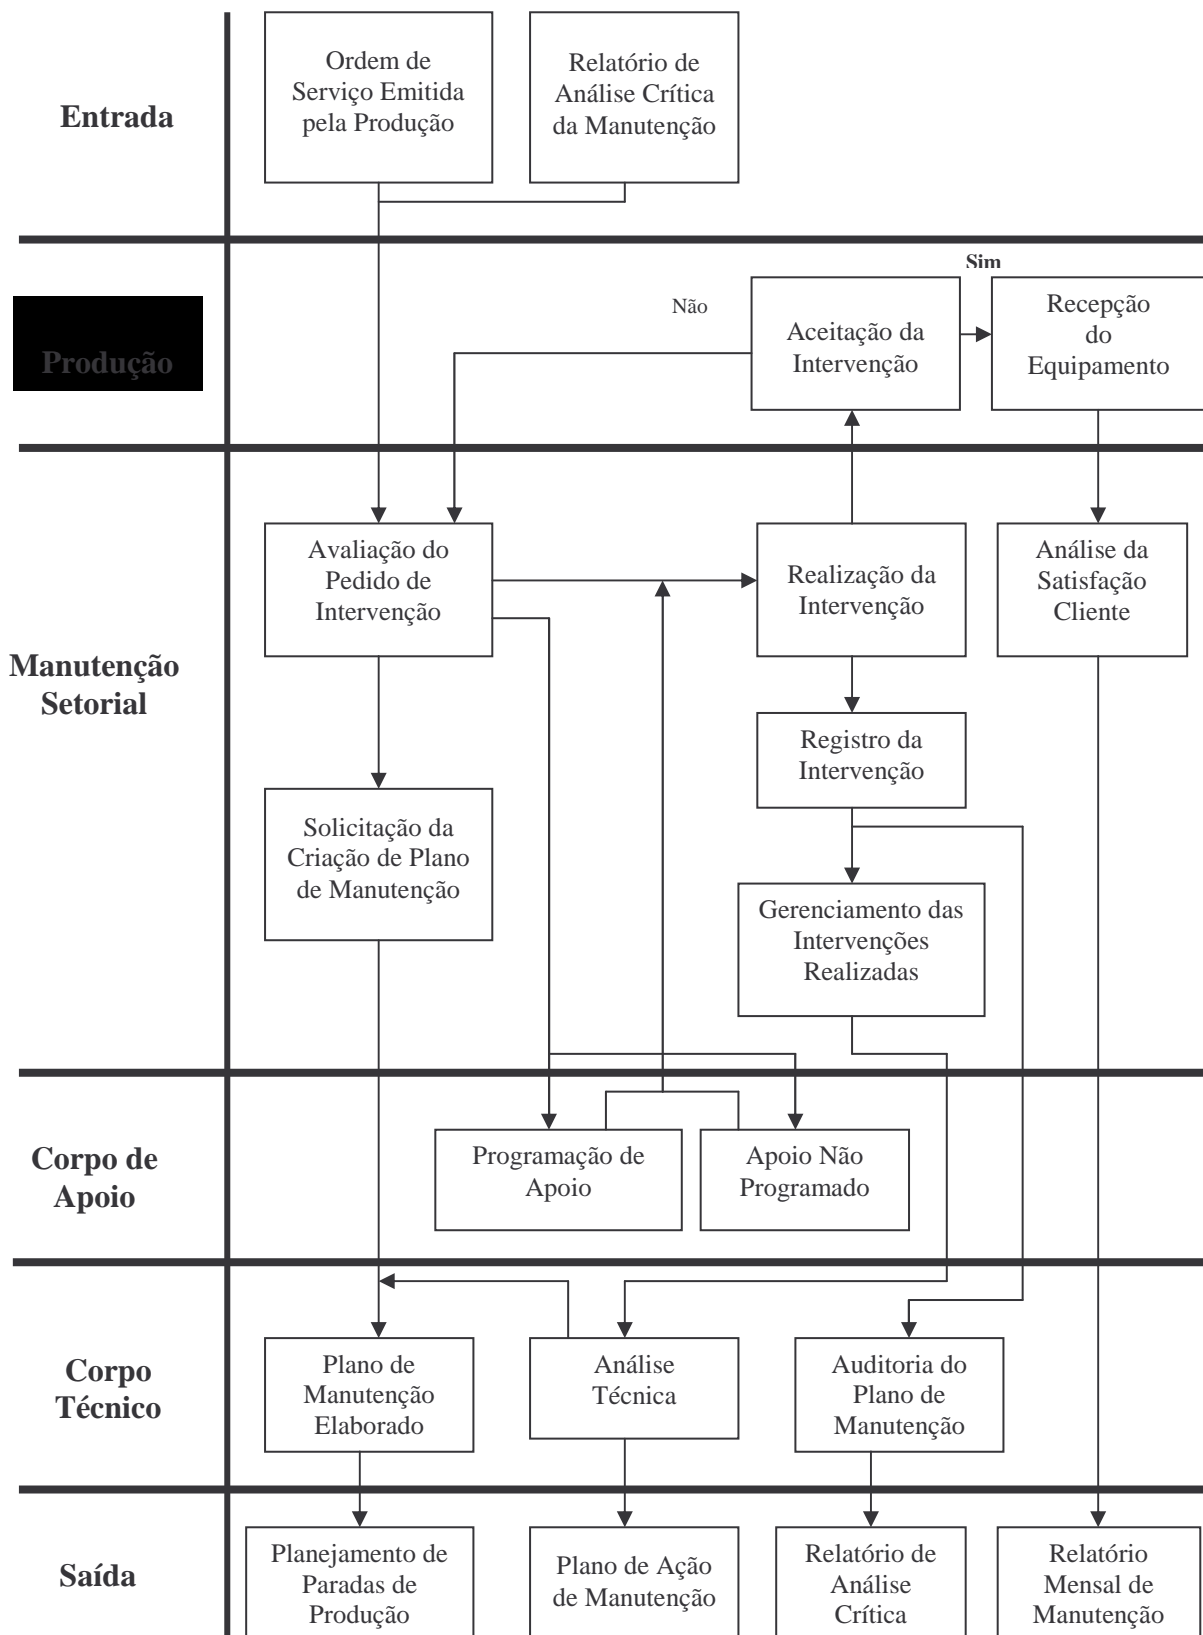 Entrada
Ordem de
Serviço Emitida
pela Produção
Relatório de
Análise Crítica
da Manutenção
Produção
Não
Aceitação da
Intervenção
Sim
Recepção
do
Equipamento
Manutenção
Setorial
Avaliação do
Pedido de
Intervenção
Realização da
Intervenção
Análise da
Satisfação
Cliente
Registro da
Intervenção
Solicitação da
Criação de Plano
de Manutenção
Gerenciamento das
Intervenções
Realizadas
Corpo de
Apoio
Programação de
Apoio
Apoio Não
Programado
Corpo
Técnico
Plano de
Manutenção
Elaborado
Análise
Técnica
Auditoria do
Plano de
Manutenção
Saída
Planejamento de
Paradas de
Produção
Plano de Ação
de Manutenção
Relatório de
Análise
Crítica
Relatório
Mensal de
Manutenção